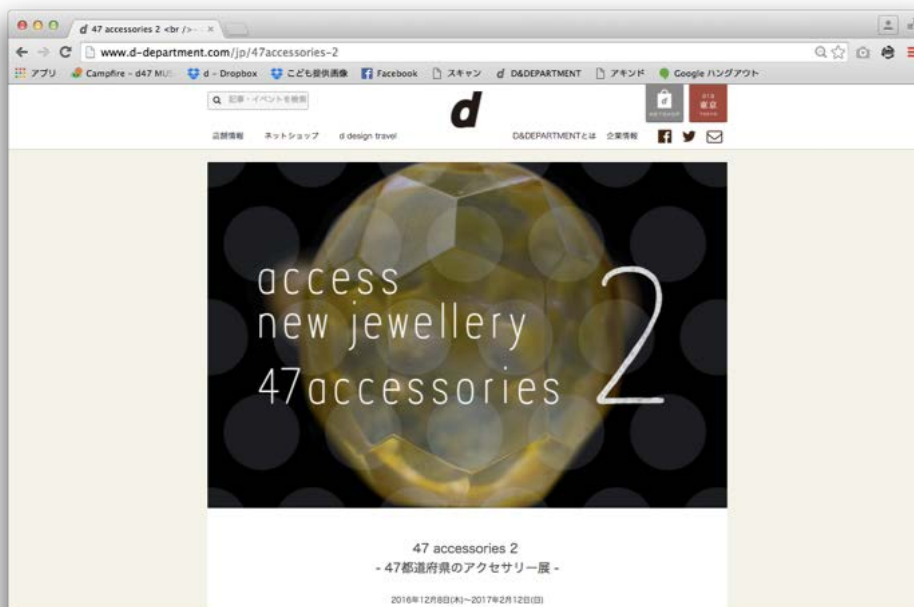 d 47 accessories 2 <br />-
www.d-department.com/jp/47accessories-2
アプリ Campfire - d47 MU d - Dropbox こども提供画像 Facebook スキャン d D&DEPARTMENT アキンド Google ハングアウト
記事・イベントを検索
d
d
東京
店舗情報 ネットショップ d design travel D&DEPARTMENTとは 企業情報
access
new jewellery
47accessories 2
47 accessories 2
- 47都道府県のアクセサリー展 -
2016年12月8日(木)〜2017年2月12日(日)